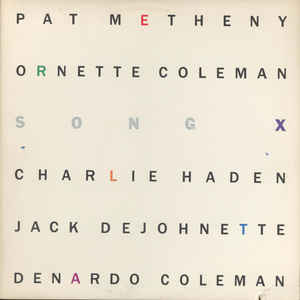 PAT METHENY
ORNETTE COLEMAN
SONG X
CHARLIE HADEN
JACK DEJOHNETTE
DENARDO COLEMAN